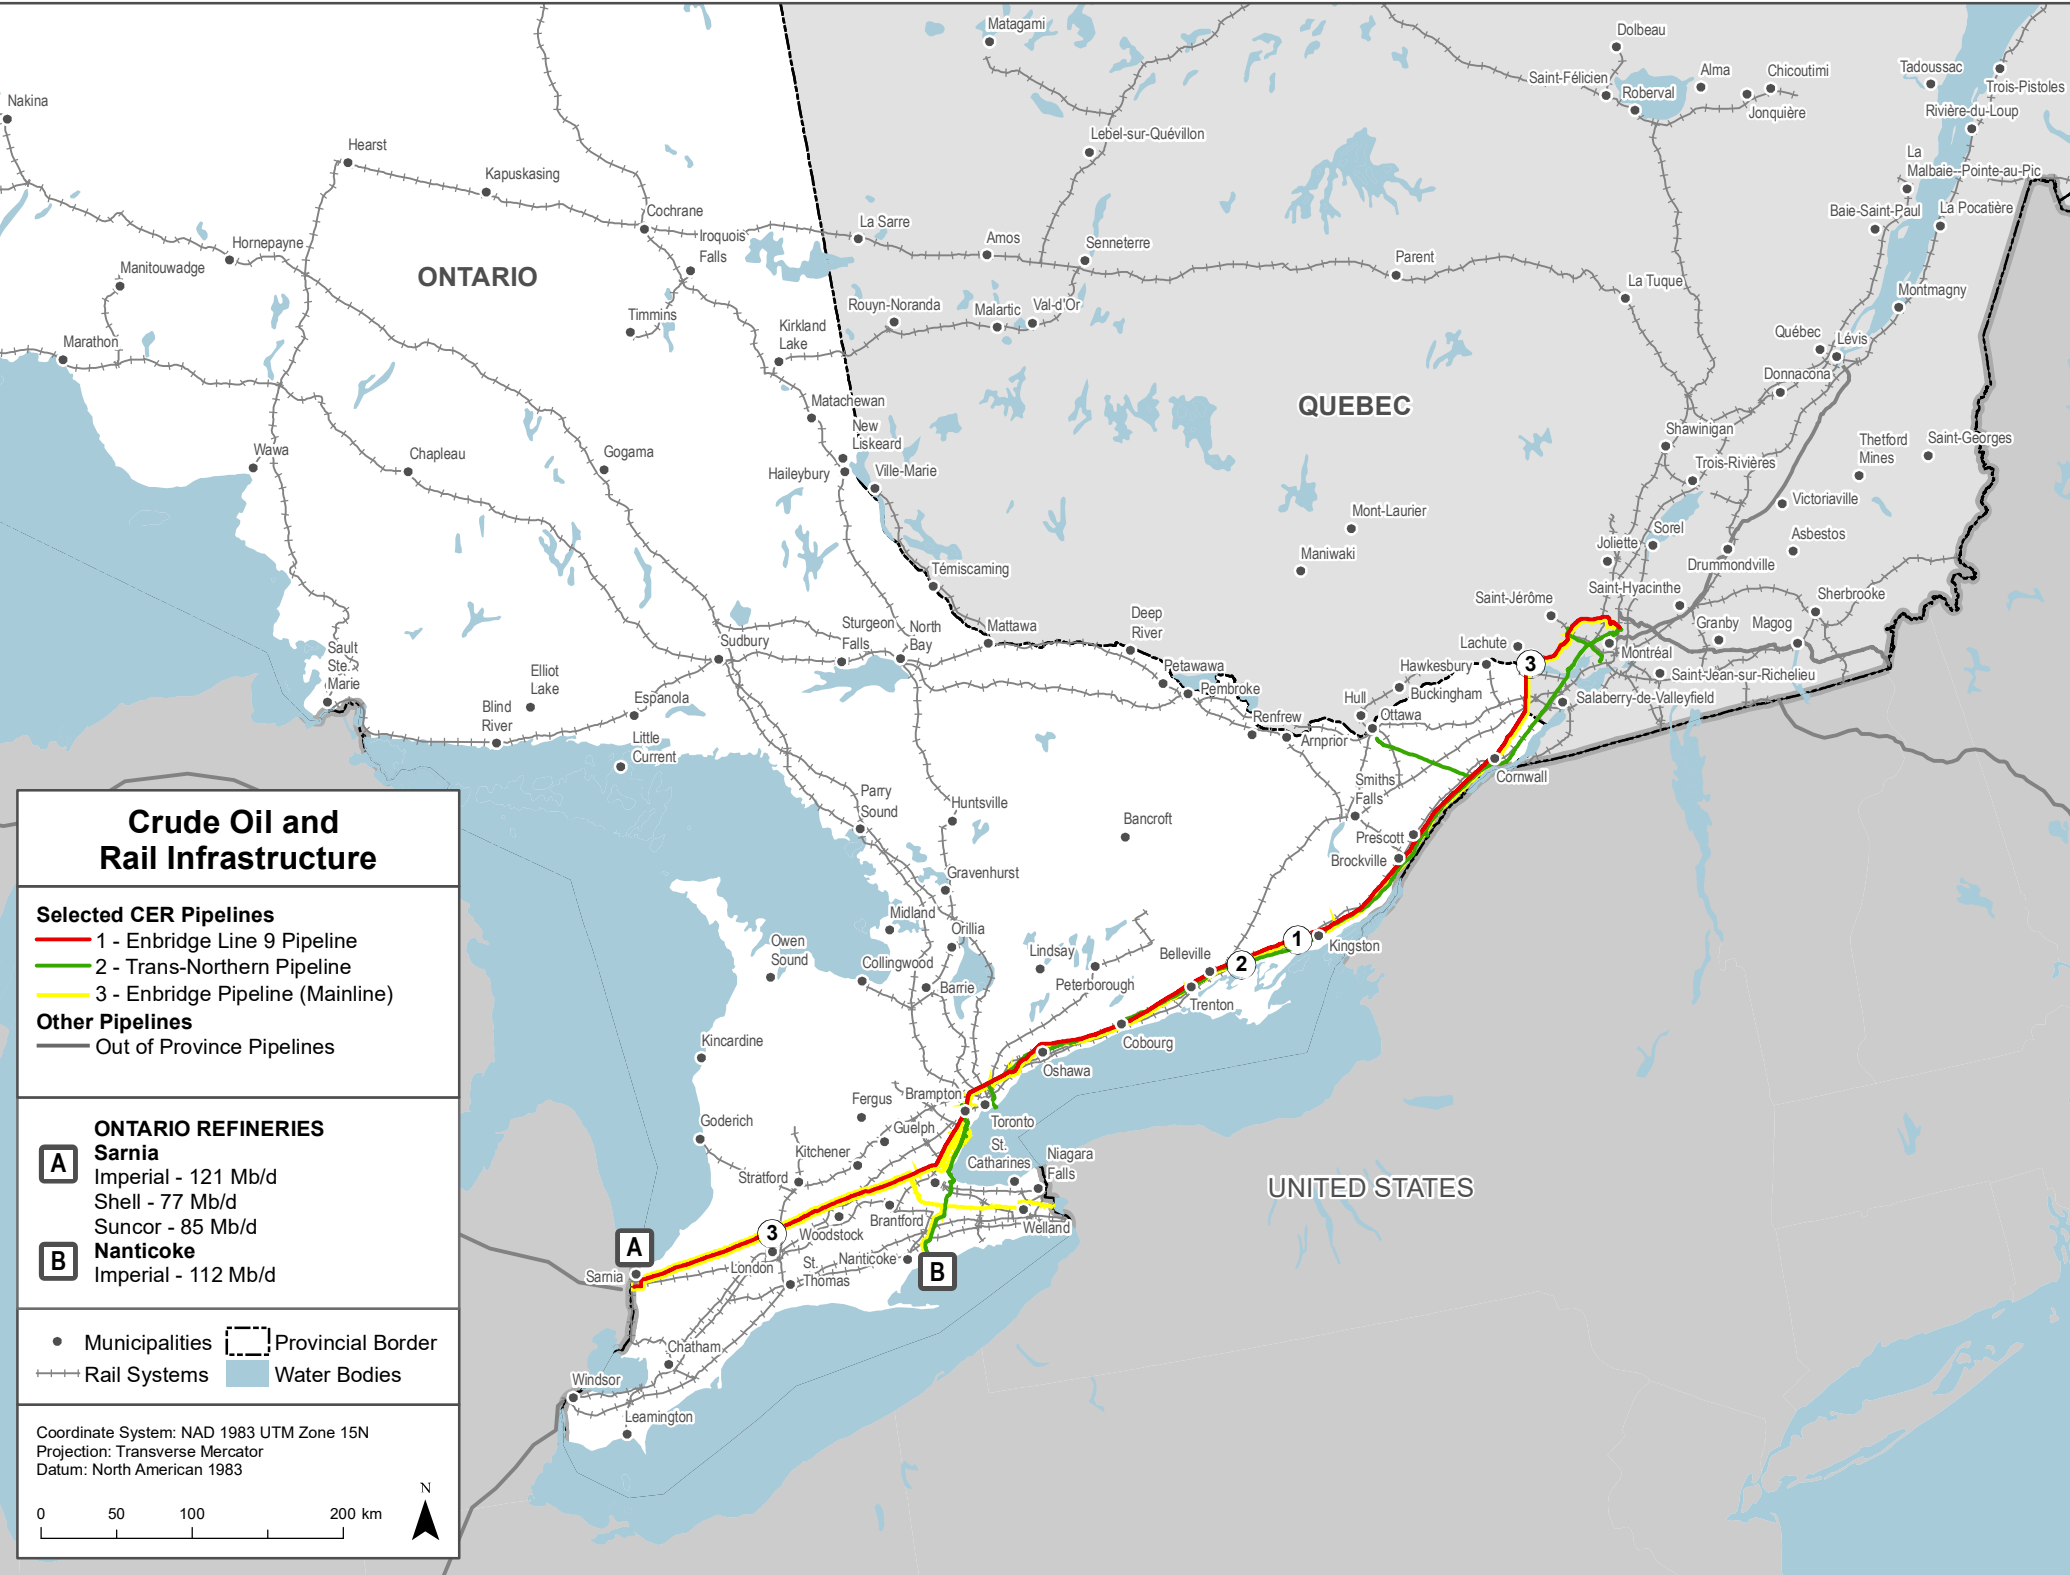 Matagami
Dolbeau
Saint-Félicien
Roberval
Alma
Chicoutimi
Jonquière
Tadoussac
Trois-Pistoles
Rivière-du-Loup
Nakina
Hearst
Kapuskasing
Lebel-sur-Quévillon
La
Malbaie--Pointe-au-Pic
Baie-Saint-Paul
La Pocatière
Cochrane
Iroquois
Falls
La Sarre
Amos
Senneterre
Hornepayne
Manitouwadge
ONTARIO
Parent
La Tuque
Montmagny
Timmins
Rouyn-Noranda
Malartic
Val-d'Or
Kirkland
Lake
Marathon
Québec
Lévis
Donnacona
Matachewan
QUEBEC
New
Liskeard
Shawinigan
Thetford
Mines
Saint-Georges
Wawa
Chapleau
Gogama
Haileybury
Ville-Marie
Trois-Rivières
Victoriaville
Mont-Laurier
Sorel
Asbestos
Joliette
Maniwaki
Drummondville
Témiscaming
Saint-Hyacinthe
Saint-Jérôme
Sherbrooke
Deep
River
Mattawa
Sturgeon
Falls
North
Bay
Sudbury
Granby
Magog
Lachute
Montréal
Sault
Ste.
Marie
Elliot
Lake
Petawawa
Hawkesbury
3
Saint-Jean-sur-Richelieu
Pembroke
Buckingham
Hull
Salaberry-de-Valleyfield
Blind
River
Espanola
Renfrew
Ottawa
Arnprior
Little
Current
Cornwall
Smiths
Falls
Parry
Sound
Huntsville
Bancroft
Prescott
Brockville
Gravenhurst
Midland
Orillia
Owen
Sound
Collingwood
Barrie
Lindsay
Peterborough
Belleville
1
2
Kingston
Trenton
Cobourg
Oshawa
Kincardine
Brampton
Fergus
Toronto
Goderich
Guelph
St.
Catharines
Niagara
Falls
Kitchener
Stratford
UNITED STATES
Brantford
Welland
3
Woodstock
A
London
St.
Thomas
Nanticoke
B
Sarnia
Chatham
Windsor
Leamington
Crude Oil and
Rail Infrastructure
Selected CER Pipelines
1 - Enbridge Line 9 Pipeline
2 - Trans-Northern Pipeline
3 - Enbridge Pipeline (Mainline)
Other Pipelines
Out of Province Pipelines
ONTARIO REFINERIES
A
Sarnia
Imperial - 121 Mb/d
Shell - 77 Mb/d
Suncor - 85 Mb/d
B
Nanticoke
Imperial - 112 Mb/d
Municipalities
Provincial Border
Rail Systems
Water Bodies
Coordinate System: NAD 1983 UTM Zone 15N
Projection: Transverse Mercator
Datum: North American 1983
N
0 50 100 200 km